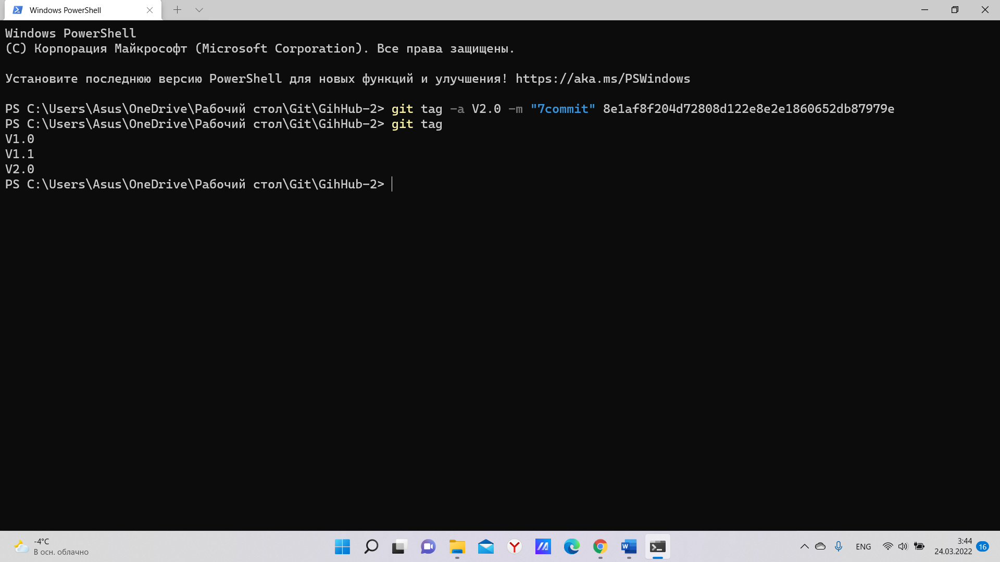 Windows PowerShell
Windows PowerShell
(C) Корпорация Майкрософт (Microsoft Corporation). Все права защищены.
Установите последнюю версию PowerShell для новых функций и улучшения! https://aka.ms/PSWindows
PS C:\Users\Asus\OneDrive\Рабочий стол\Git\GihHub-2> git tag -a V2.0 -m "7commit" 8e1af8f204d72808d122e8e2e1860652db87979e
PS C:\Users\Asus\OneDrive\Рабочий стол\Git\GihHub-2> git tag
V1.0
V1.1
V2.0
PS C:\Users\Asus\OneDrive\Рабочий стол\Git\GihHub-2>
-4°C
В осн. облачно
ENG
3:44
24.03.2022
16